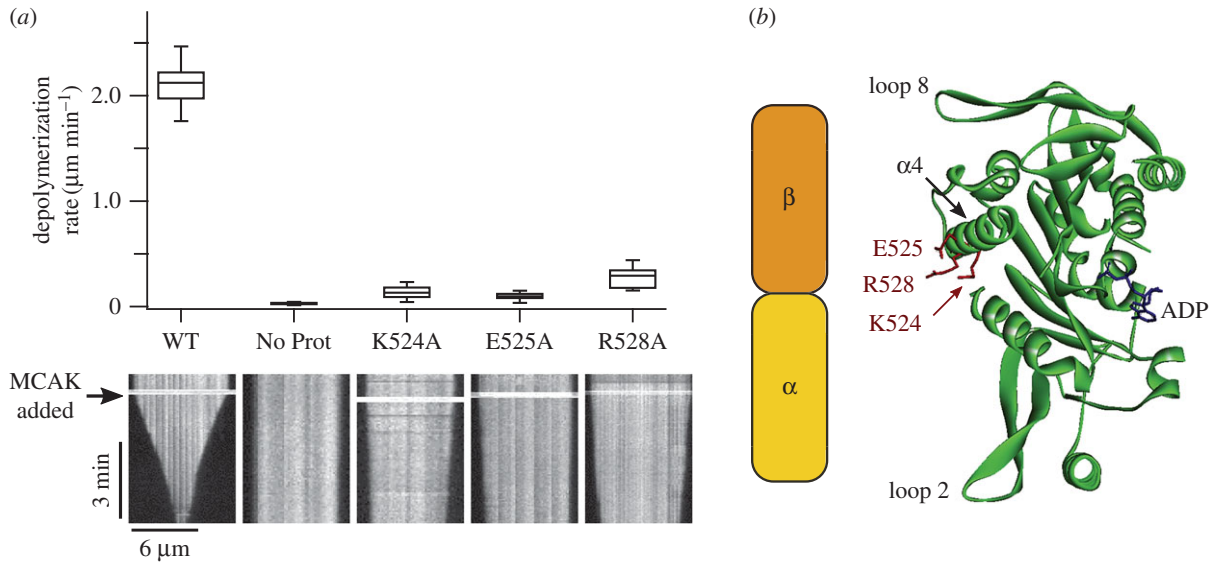 (a)
depolymerization
rate (μm min⁻¹)
2.0
1.0
0
WT
No Prot
K524A
E525A
R528A
MCAK
added
3 min
6 μm
(b)
β
α
loop 8
α4
E525
R528
K524
ADP
loop 2